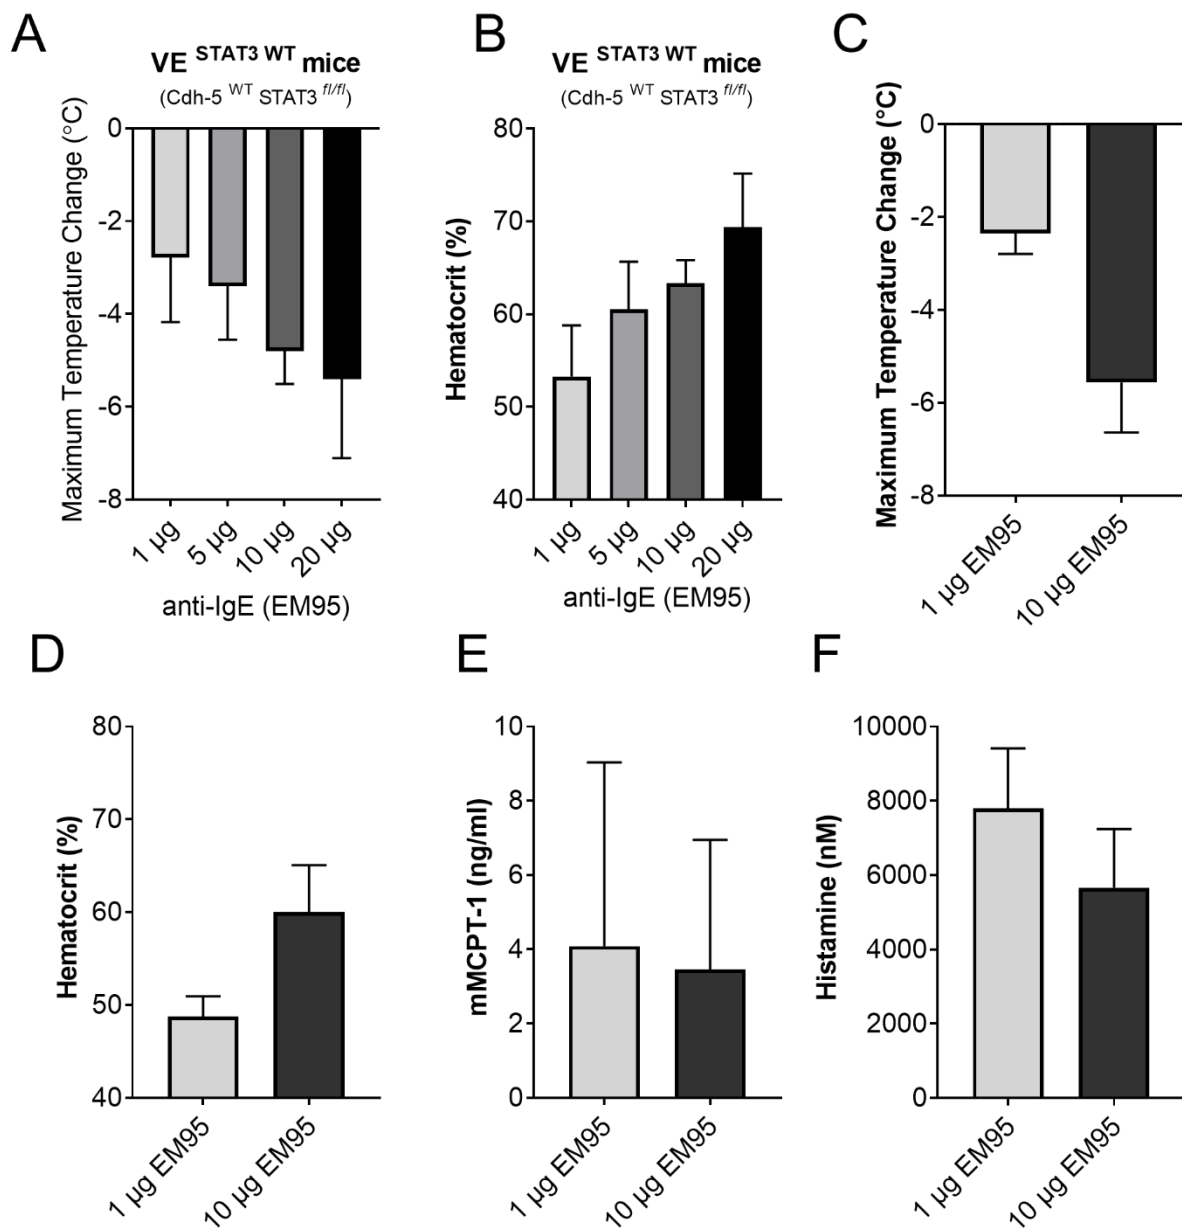 A
VE STAT3 WT mice
(Cdh-5 WT STAT3 fl/fl)
Maximum Temperature Change (°C)
0
-2
-4
-6
-8
1 µg
5 µg
10 µg
20 µg
anti-IgE (EM95)
B
VE STAT3 WT mice
(Cdh-5 WT STAT3 fl/fl)
Hematocrit (%)
80
70
60
50
40
1 µg
5 µg
10 µg
20 µg
anti-IgE (EM95)
C
Maximum Temperature Change (°C)
0
-2
-4
-6
-8
1 µg EM95
10 µg EM95
D
Hematocrit (%)
80
70
60
50
40
1 µg EM95
10 µg EM95
E
mMCPT-1 (ng/ml)
10
8
6
4
2
0
1 µg EM95
10 µg EM95
F
Histamine (nM)
10000
8000
6000
4000
2000
0
1 µg EM95
10 µg EM95